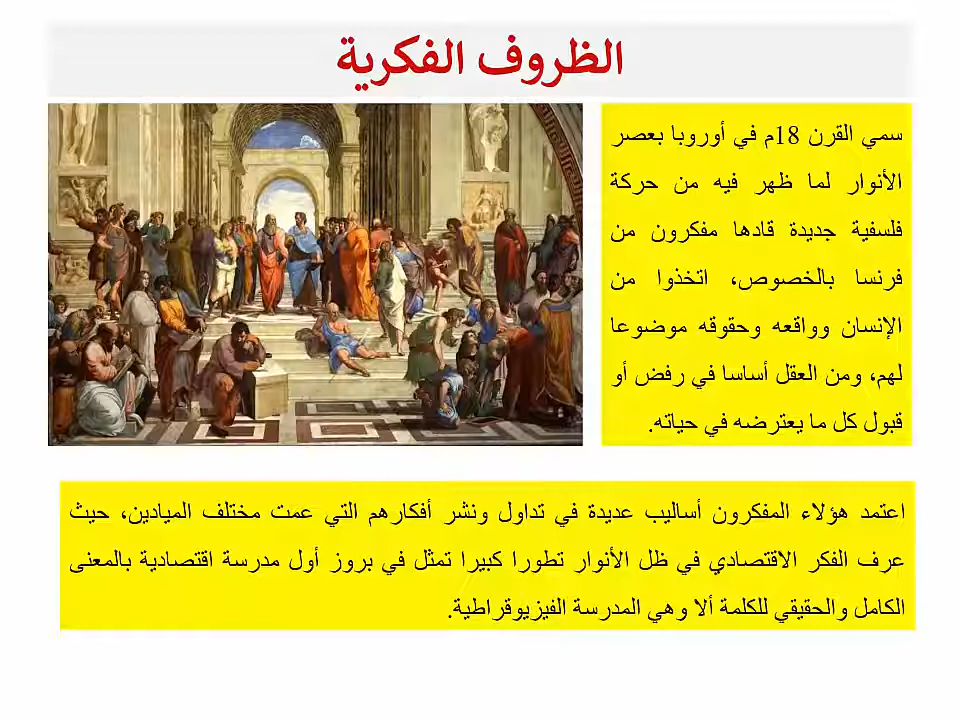 الظروف الفكرية
سمي القرن 18م في أوروبا بعصر
الأنوار لما ظهر فيه من حركة
فلسفية جديدة قادها مفكرون من
فرنسا بالخصوص، اتخذوا من
الإنسان وواقعه وحقوقه موضوعا
لهم، ومن العقل أساسا في رفض أو
قبول كل ما يعترضه في حياته.
اعتمد هؤلاء المفكرون أساليب عديدة في تداول ونشر أفكارهم التي عمت مختلف الميادين، حيث
عرف الفكر الاقتصادي في ظل الأنوار تطورا كبيرا تمثل في بروز أول مدرسة اقتصادية بالمعنى
الكامل والحقيقي للكلمة ألا وهي المدرسة الفيزيوقراطية.